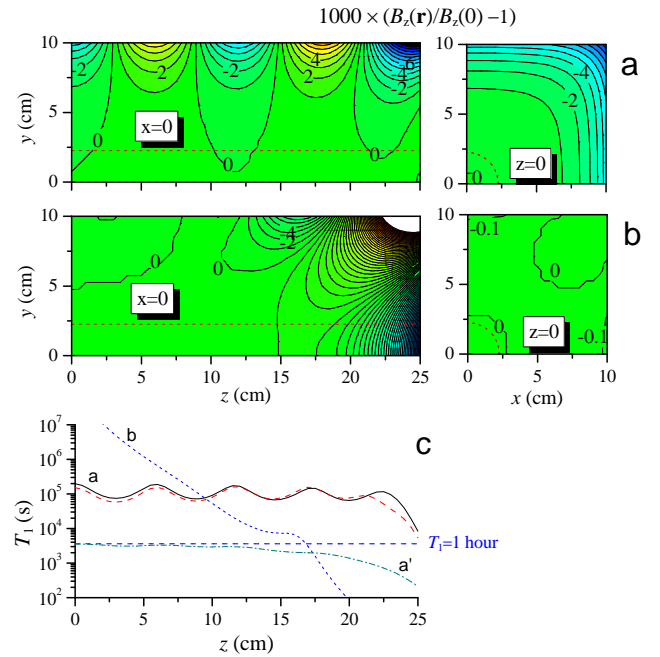 1000 × (B_z(r)/B_z(0) −1)
10
5
0
y (cm)
-2
2
-2
4
2
-6
-4
-2
0
0
0
x=0
10
5
0
-4
-2
0
z=0
a
10
5
0
y (cm)
0
0
-4
-2
x=0
0 5 10 15 20 25
z (cm)
10
5
0
-0.1
0
0
-0.1
z=0
0 5 10
x (cm)
b
c
10^7
10^6
10^5
10^4
10^3
10^2
T_1 (s)
b
a
a'
T_1=1 hour
0 5 10 15 20 25
z (cm)